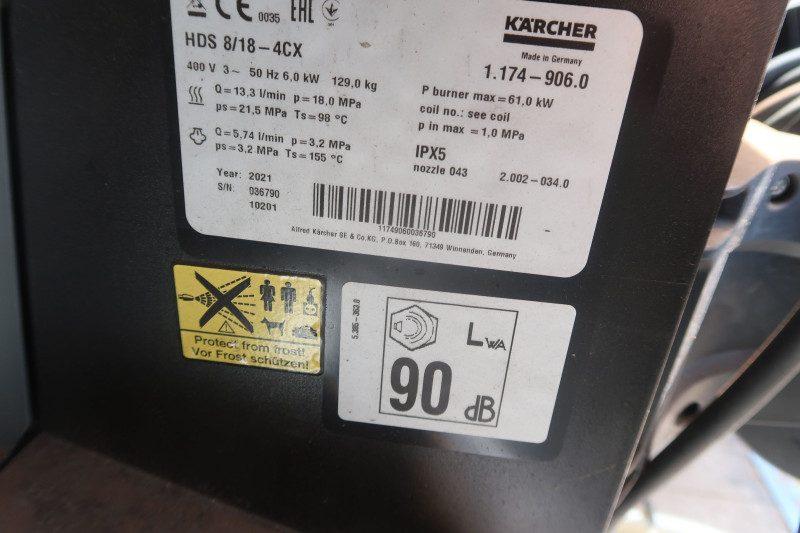 CE 0035 EAC
KÄRCHER
Made in Germany
HDS 8/18-4CX
1.174-906.0
400 V 3~ 50 Hz 6,0 kW 129,0 kg
Q=13,3 l/min p=18,0 MPa
ps=21,5 MPa Ts=98 °C
Q=5,74 l/min p=3,2 MPa
ps=3,2 MPa Ts=155 °C
P burner max=61,0 kW
coil no.: see coil
p in max =1,0 MPa
IPX5
nozzle 043 2.002-034.0
Year: 2021
S/N: 036790
10201
11749060036790
Alfred Kärcher SE & Co.KG, P.O.Box 160, 71349 Winnenden, Germany
Protect from frost!
Vor Frost schützen!
5.385-363.0
LWA
90 dB